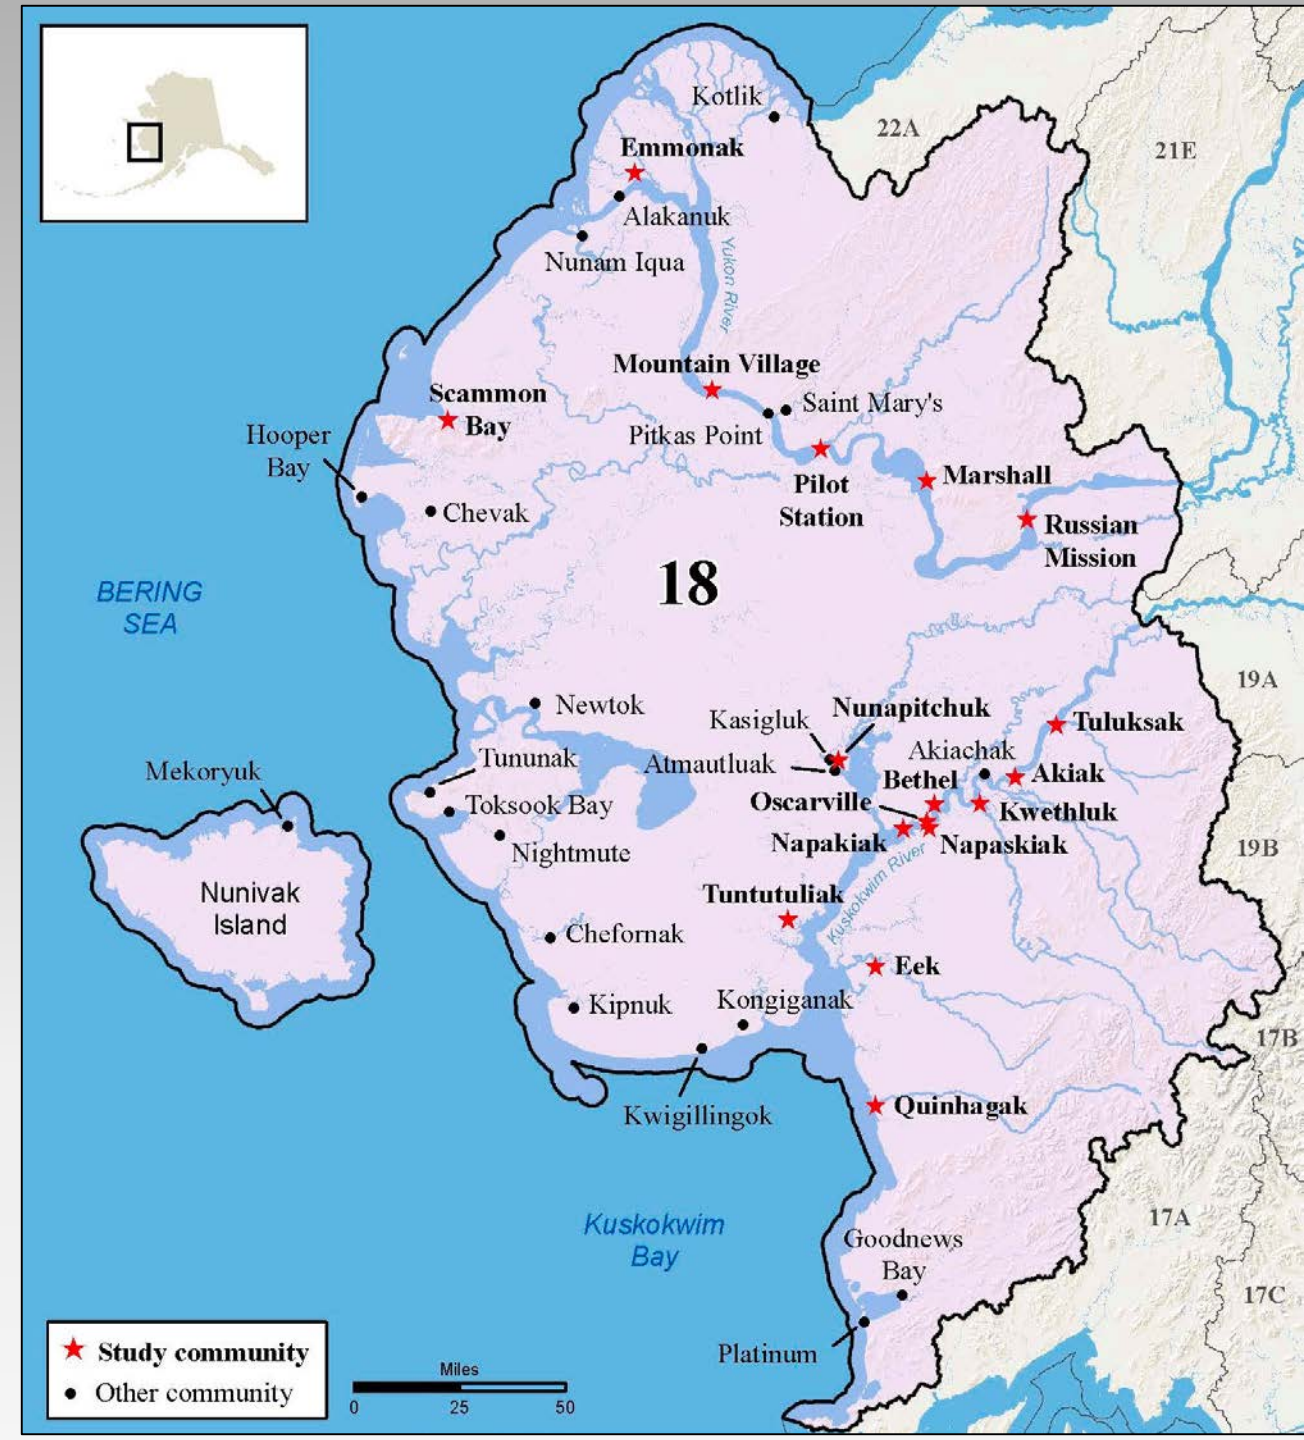 Kotlik
22A
Emmonak
21E
Alakanuk
Nunam Iqua
Yukon River
Mountain Village
Scammon
Bay
Saint Mary's
Pitkas Point
Hooper
Bay
Pilot
Station
Marshall
Chevak
Russian
Mission
18
BERING
SEA
19A
Newtok
Kasigluk
Nunapitchuk
Tuluksak
Tununak
Atmautluak
Akiachak
Mekoryuk
Akiak
Bethel
Toksook Bay
Oscarville
Kwethluk
Nightmute
Napakiak
Napaskiak
19B
Nunivak
Island
Tuntutuliak
Kuskokwim River
Chefornak
Eek
Kipnuk
Kongiganak
17B
Kwigillingok
Quinhagak
Kuskokwim
Bay
17A
Goodnews
Bay
17C
Platinum
Study community
Other community
Miles
0 25 50